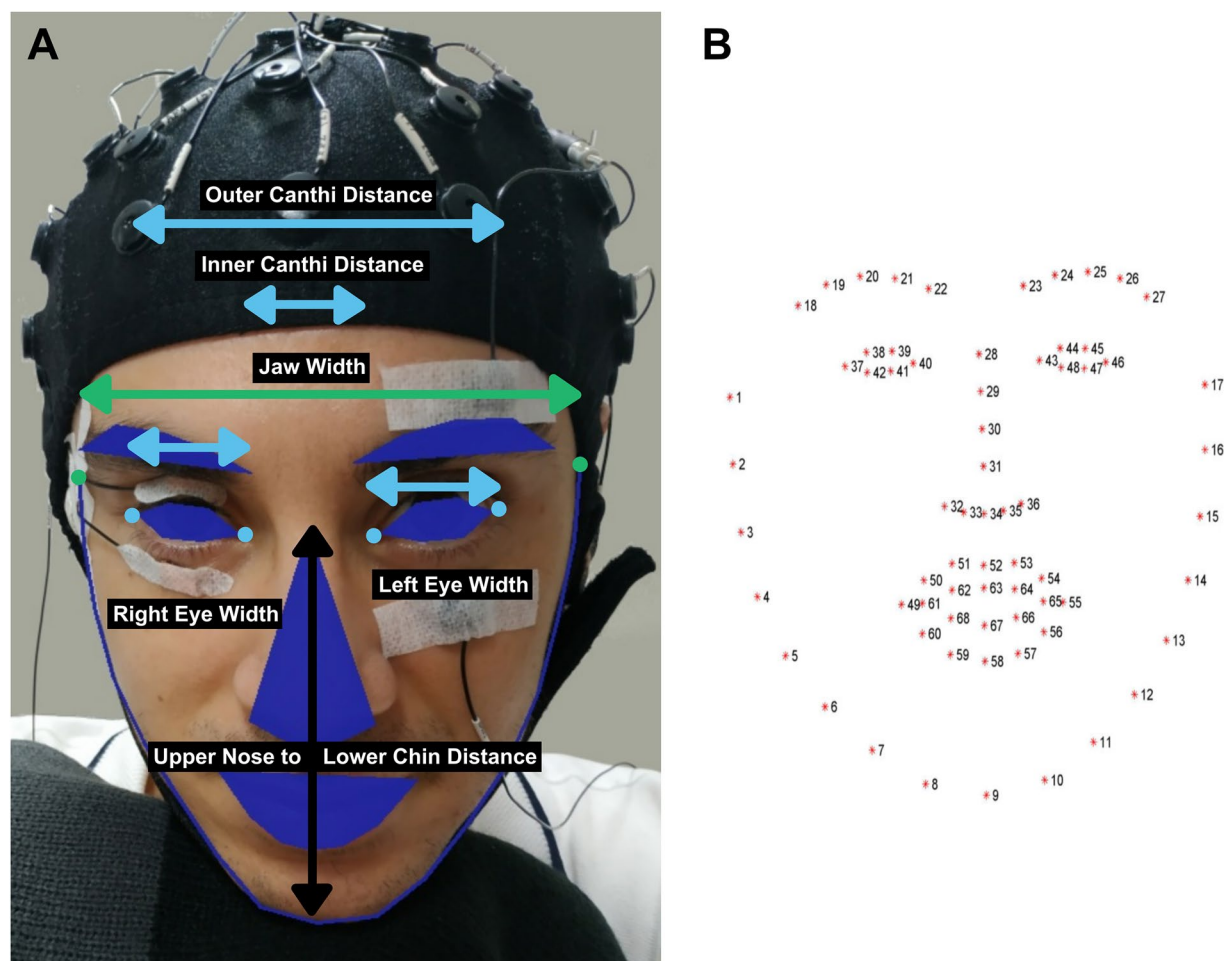 A
B
Outer Canthi Distance
Inner Canthi Distance
Jaw Width
Left Eye Width
Right Eye Width
Upper Nose to Lower Chin Distance
20 21 24 25 26
19 22 23 27
18
38 39 28 44 45
37 40 43 46
42 41 48 47
17
1 29
30
2 31 16
32 33 34 35 36
15
3
51 52 53
50 54 14
62 63 64
4 49 61 65 55
68 67 66
60 56 13
5 59 58 57
12
6
7 11
8 9 10